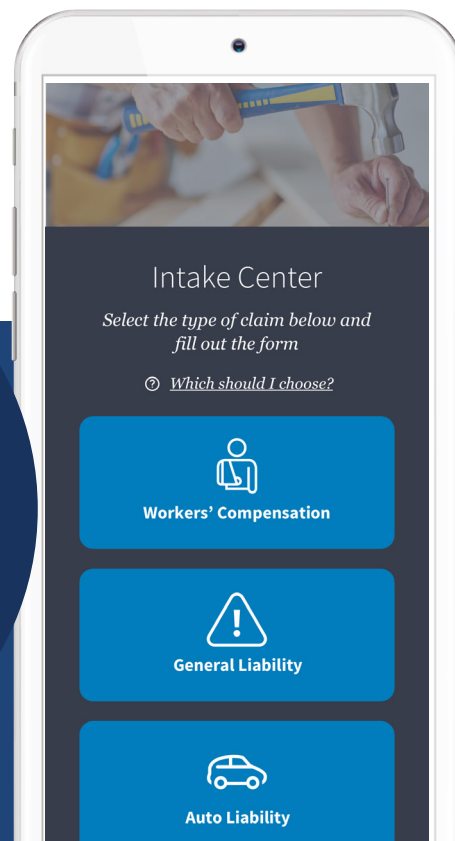 Intake Center
Select the type of claim below and
fill out the form
Which should I choose?
Workers’ Compensation
General Liability
Auto Liability